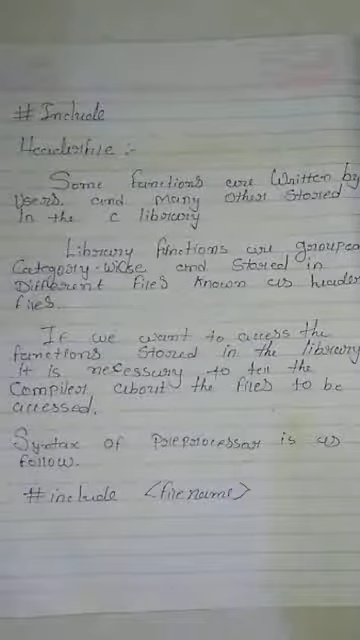 # Include
Headerfile :-
Some functions are Written by
Users and many other Stored
In the c library
Library functions are grouped
Category-wise and Stored in
Different files known as header
files.
If we want to access the
functions Stored in the library
it is necessary to tell the
Compiler about the files to be
accessed.
Syntax of Preprocessor is as
follow.
#include <filename>